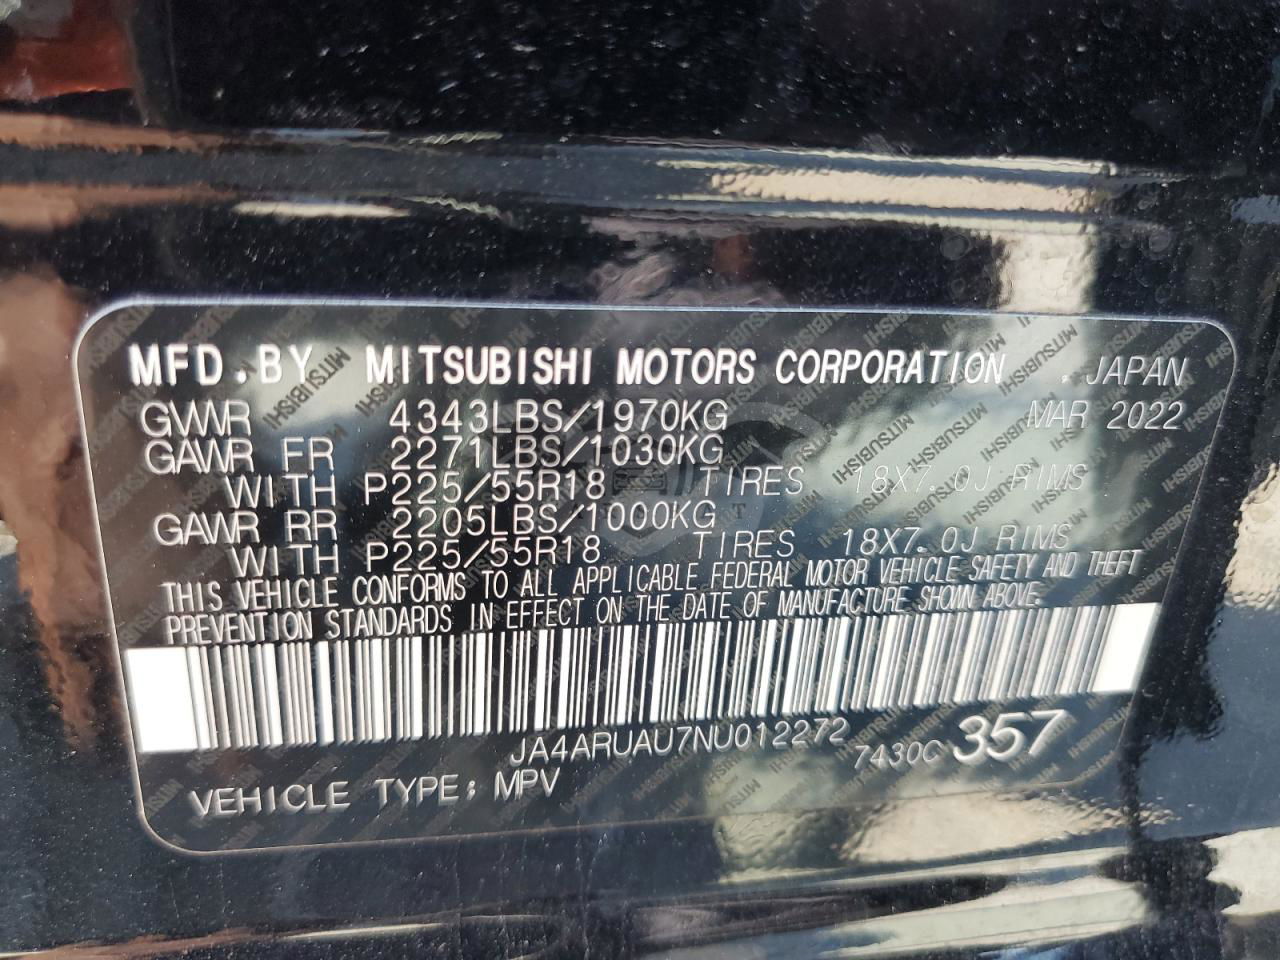 MFD.BY MITSUBISHI MOTORS CORPORATION . JAPAN
GVWR 4343LBS/1970KG MAR 2022
GAWR FR 2271LBS/1030KG
WITH P225/55R18 TIRES 18X7.0J RIMS
GAWR RR 2205LBS/1000KG
WITH P225/55R18 TIRES 18X7.0J RIMS
THIS VEHICLE CONFORMS TO ALL APPLICABLE FEDERAL MOTOR VEHICLE SAFETY AND THEFT
PREVENTION STANDARDS IN EFFECT ON THE DATE OF MANUFACTURE SHOWN ABOVE.
JA4ARUAU7NU012272 7430C 357
VEHICLE TYPE: MPV